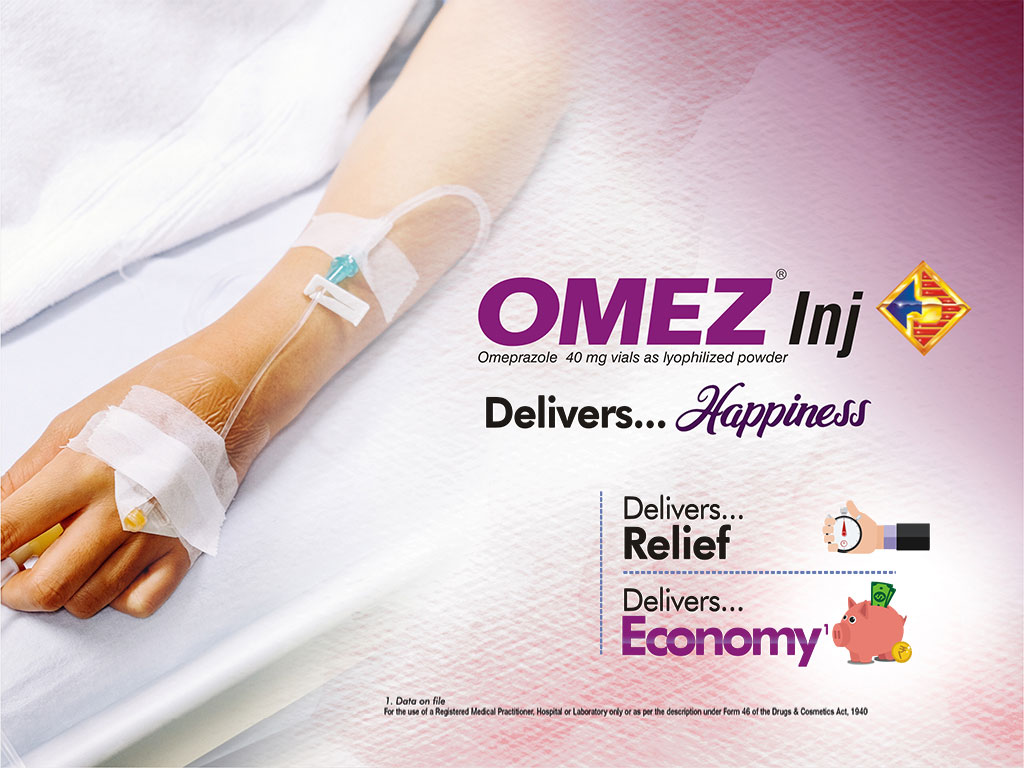 OMEZ® Inj
Omeprazole 40 mg vials as lyophilized powder
Delivers... Happiness
Delivers...
Relief
Delivers...
Economy¹
1. Data on file
For the use of a Registered Medical Practitioner, Hospital or Laboratory only or as per the description under Form 46 of the Drugs & Cosmetics Act, 1940